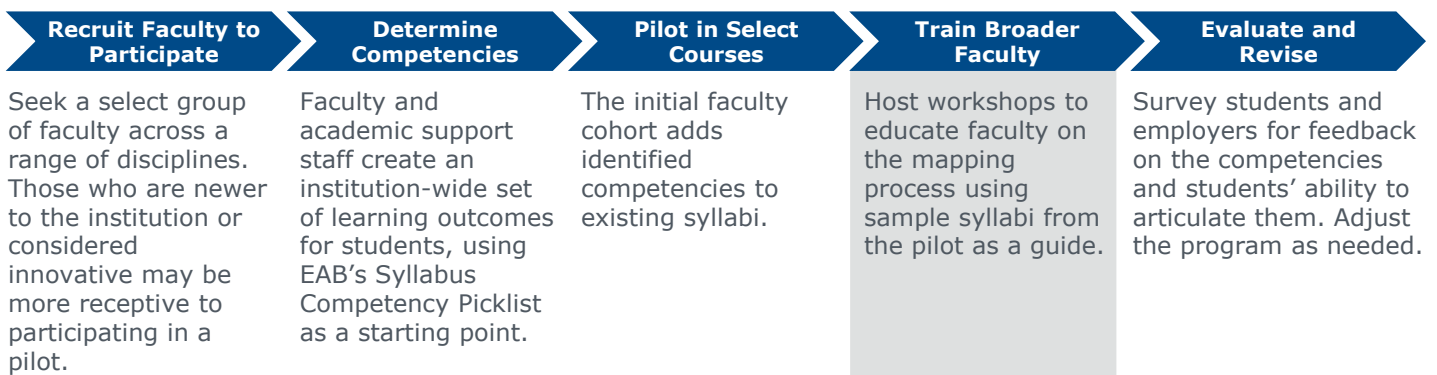 Recruit Faculty to
Participate
Seek a select group
of faculty across a
range of disciplines.
Those who are newer
to the institution or
considered
innovative may be
more receptive to
participating in a
pilot.
Determine
Competencies
Faculty and
academic support
staff create an
institution-wide set
of learning outcomes
for students, using
EAB’s Syllabus
Competency Picklist
as a starting point.
Pilot in Select
Courses
The initial faculty
cohort adds
identified
competencies to
existing syllabi.
Train Broader
Faculty
Host workshops to
educate faculty on
the mapping
process using
sample syllabi from
the pilot as a guide.
Evaluate and
Revise
Survey students and
employers for feedback
on the competencies
and students’ ability to
articulate them. Adjust
the program as needed.